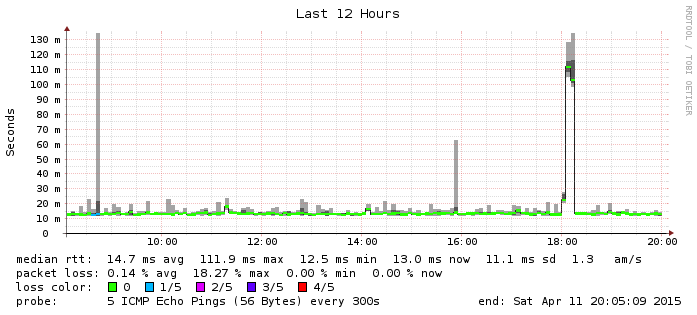 Last 12 Hours
RRDTOOL / TOBI OETIKER
Seconds
130 m
120 m
110 m
100 m
90 m
80 m
70 m
60 m
50 m
40 m
30 m
20 m
10 m
0
10:00 12:00 14:00 16:00 18:00 20:00
median rtt: 14.7 ms avg 111.9 ms max 12.5 ms min 13.0 ms now 11.1 ms sd 1.3 am/s
packet loss: 0.14 % avg 18.27 % max 0.00 % min 0.00 % now
loss color: 0 1/5 2/5 3/5 4/5
probe: 5 ICMP Echo Pings (56 Bytes) every 300s end: Sat Apr 11 20:05:09 2015